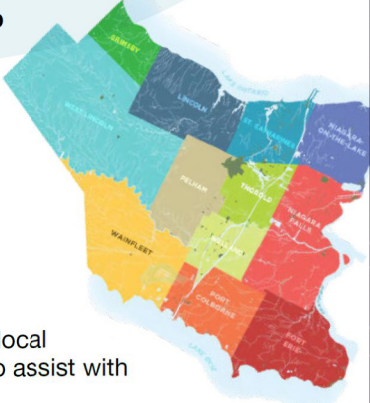 GRIMSBY
LAKE ONTARIO
LINCOLN
WEST LINCOLN
ST. CATHARINES
NIAGARA-
ON-THE-LAKE
PELHAM
THOROLD
NIAGARA
FALLS
WAINFLEET
WELLAND
PORT
COLBORNE
FORT
ERIE
LAKE ERIE
local
assist with